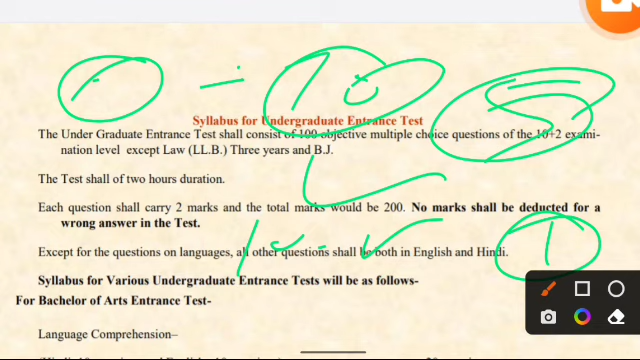 Syllabus for Undergraduate Entrance Test
The Under Graduate Entrance Test shall consist of 100 objective multiple choice questions of the 10+2 exami-
nation level except Law (LL.B.) Three years and B.J.
The Test shall of two hours duration.
Each question shall carry 2 marks and the total marks would be 200. No marks shall be deducted for a
wrong answer in the Test.
Except for the questions on languages, all other questions shall be both in English and Hindi.
Syllabus for Various Undergraduate Entrance Tests will be as follows-
For Bachelor of Arts Entrance Test-
Language Comprehension–